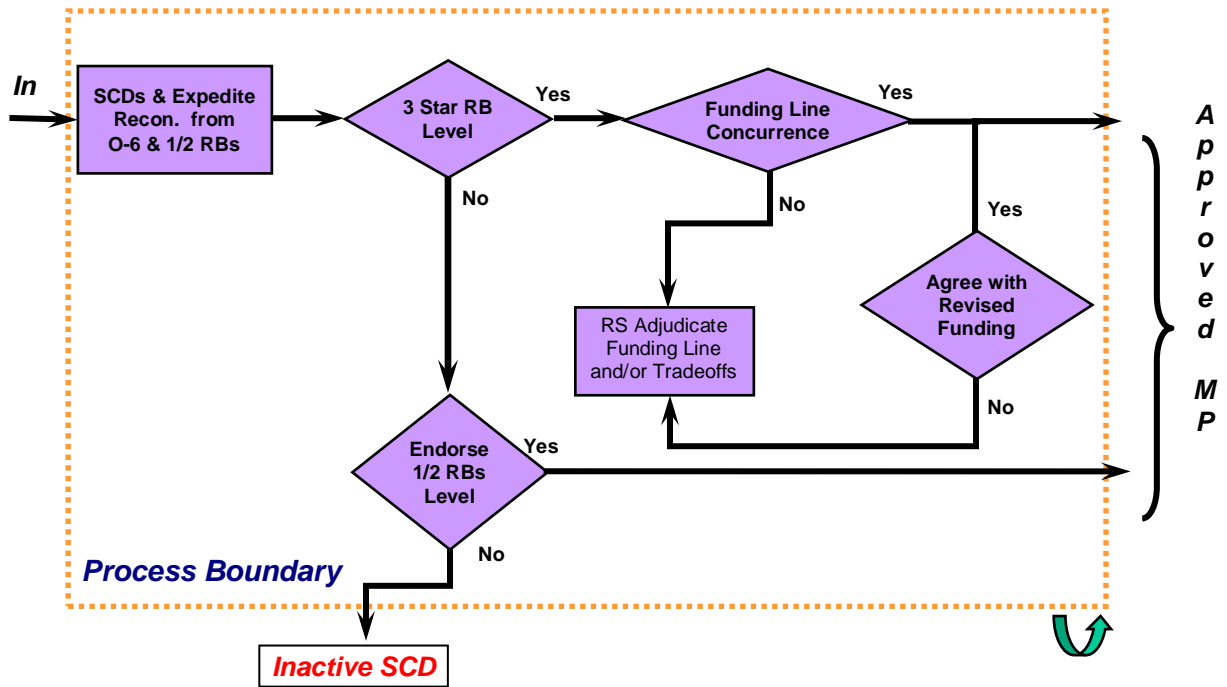 In
SCDs & Expedite
Recon. from
O-6 & 1/2 RBs
3 Star RB
Level
Yes
No
Funding Line
Concurrence
Yes
No
Yes
Agree with
Revised
Funding
No
RS Adjudicate
Funding Line
and/or Tradeoffs
Endorse
1/2 RBs
Level
Yes
No
Process Boundary
Inactive SCD
A
p
p
r
o
v
e
d
M
P